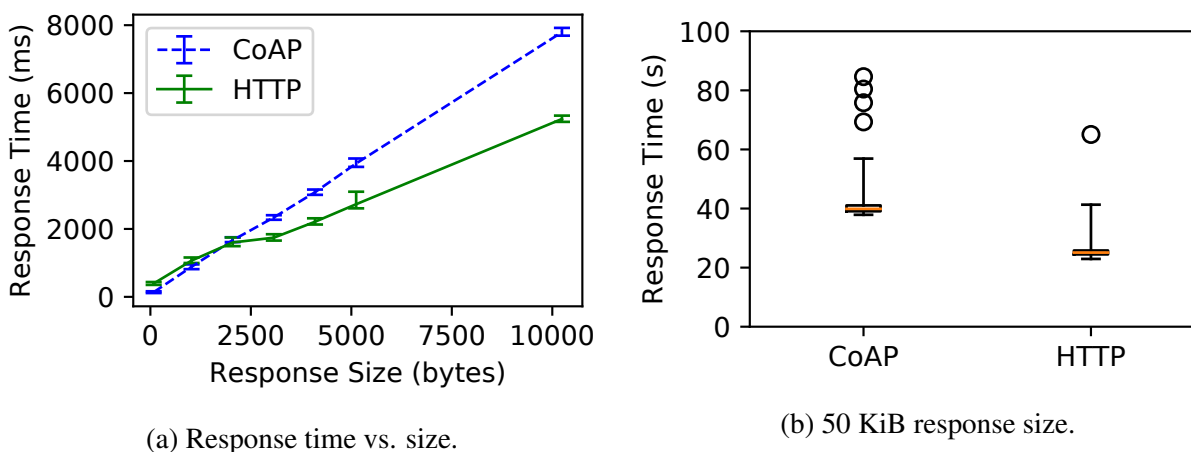 8000
6000
4000
2000
0
Response Time (ms)
CoAP
HTTP
0 2500 5000 7500 10000
Response Size (bytes)
(a) Response time vs. size.
100
80
60
40
20
0
Response Time (s)
CoAP HTTP
(b) 50 KiB response size.